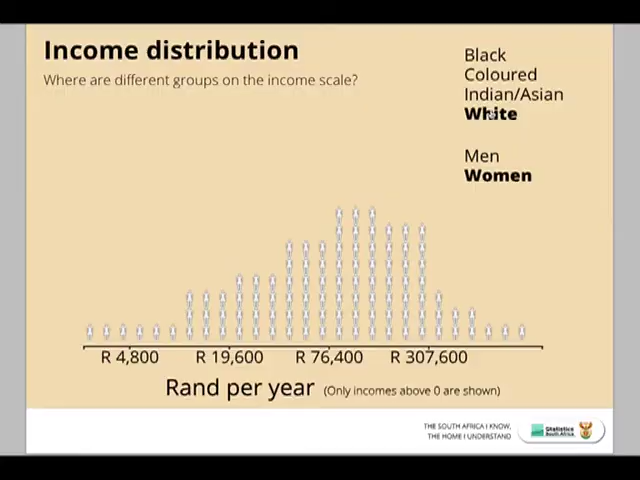 Income distribution
Where are different groups on the income scale?
Black
Coloured
Indian/Asian
White
Men
Women
R 4,800 R 19,600 R 76,400 R 307,600
Rand per year (Only incomes above 0 are shown)
THE SOUTH AFRICA I KNOW,
THE HOME I UNDERSTAND
Statistics
South Africa